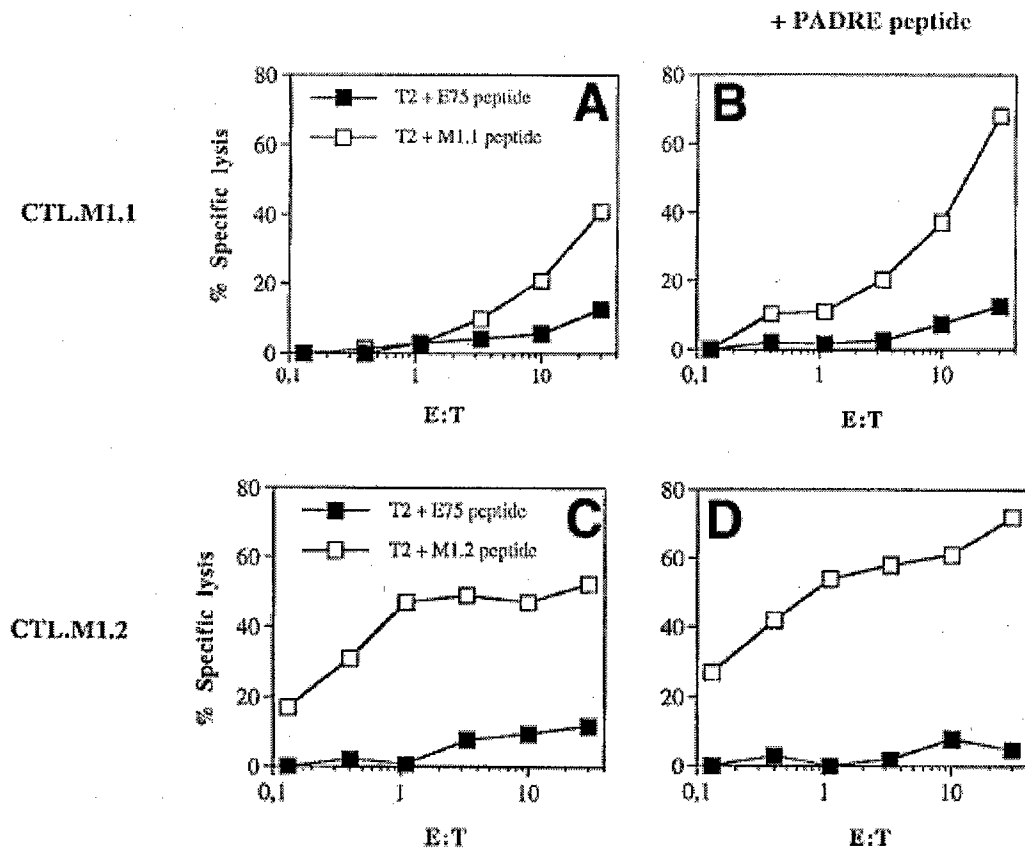 + PADRE peptide
CTL.M1.1
% Specific lysis
80
60
40
20
0
T2 + E75 peptide
T2 + M1.1 peptide
A
0,1
1
10
E:T
80
60
40
20
0
B
0,1
1
10
E:T
CTL.M1.2
% Specific lysis
80
60
40
20
0
T2 + E75 peptide
T2 + M1.2 peptide
C
0,1
1
10
E:T
80
60
40
20
0
D
0,1
1
10
E:T